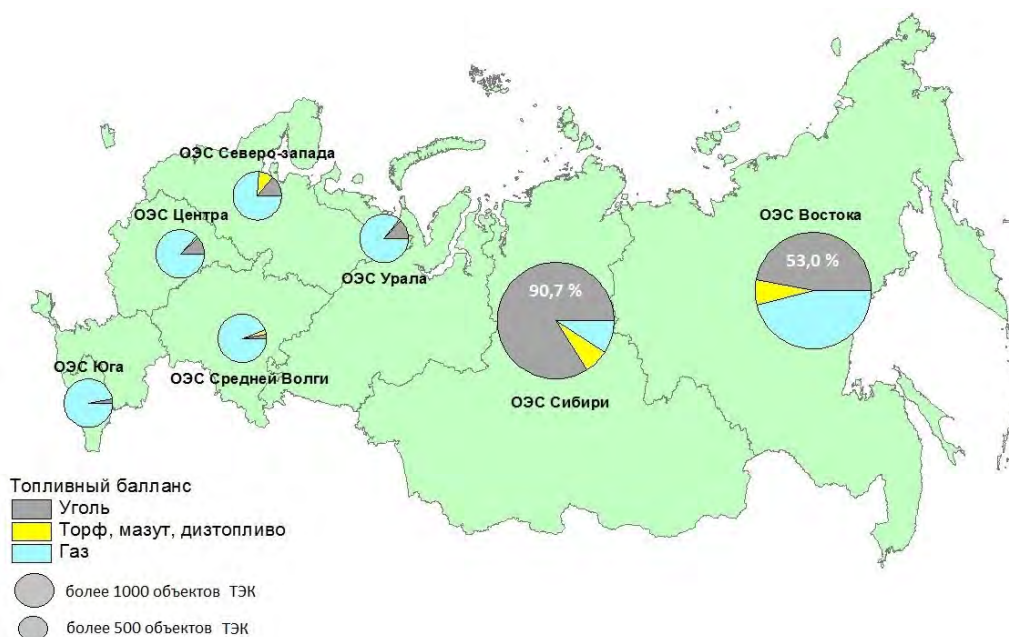 ОЭС Северо-запада
ОЭС Центра
ОЭС Востока
53,0 %
ОЭС Урала
90,7 %
ОЭС Юга
ОЭС Средней Волги
ОЭС Сибири
Топливный балланс
Уголь
Торф, мазут, дизтопливо
Газ
более 1000 объектов ТЭК
более 500 объектов ТЭК